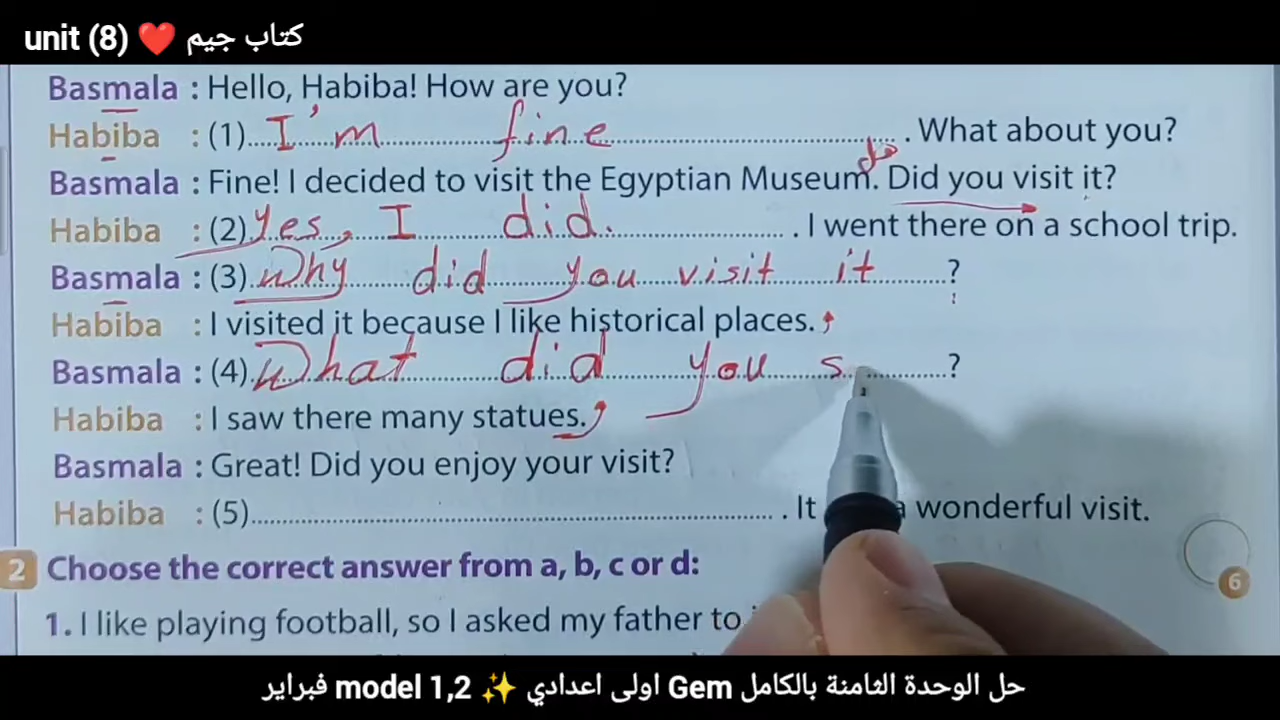 unit (8) ❤️ كتاب جيم
Basmala : Hello, Habiba! How are you?
Habiba : (1) I'm fine . What about you?
هل
Basmala : Fine! I decided to visit the Egyptian Museum. Did you visit it?
Habiba : (2) Yes, I did. . I went there on a school trip.
Basmala : (3) Why did you visit it ?
Habiba : I visited it because I like historical places.
Basmala : (4) What did you s ?
Habiba : I saw there many statues.
Basmala : Great! Did you enjoy your visit?
Habiba : (5) . It a wonderful visit.
6
2 Choose the correct answer from a, b, c or d:
1. I like playing football, so I asked my father to
حل الوحدة الثامنة بالكامل Gem اولى اعدادي ✨ model 1,2 فبراير